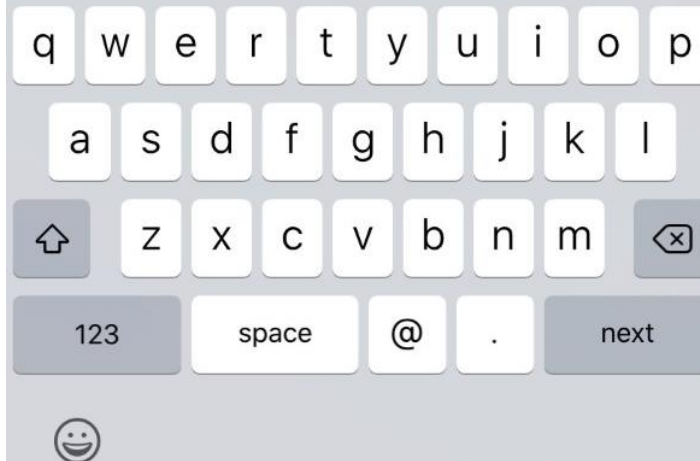 q w e r t y u i o p
a s d f g h j k l
z x c v b n m
123 space @ . next